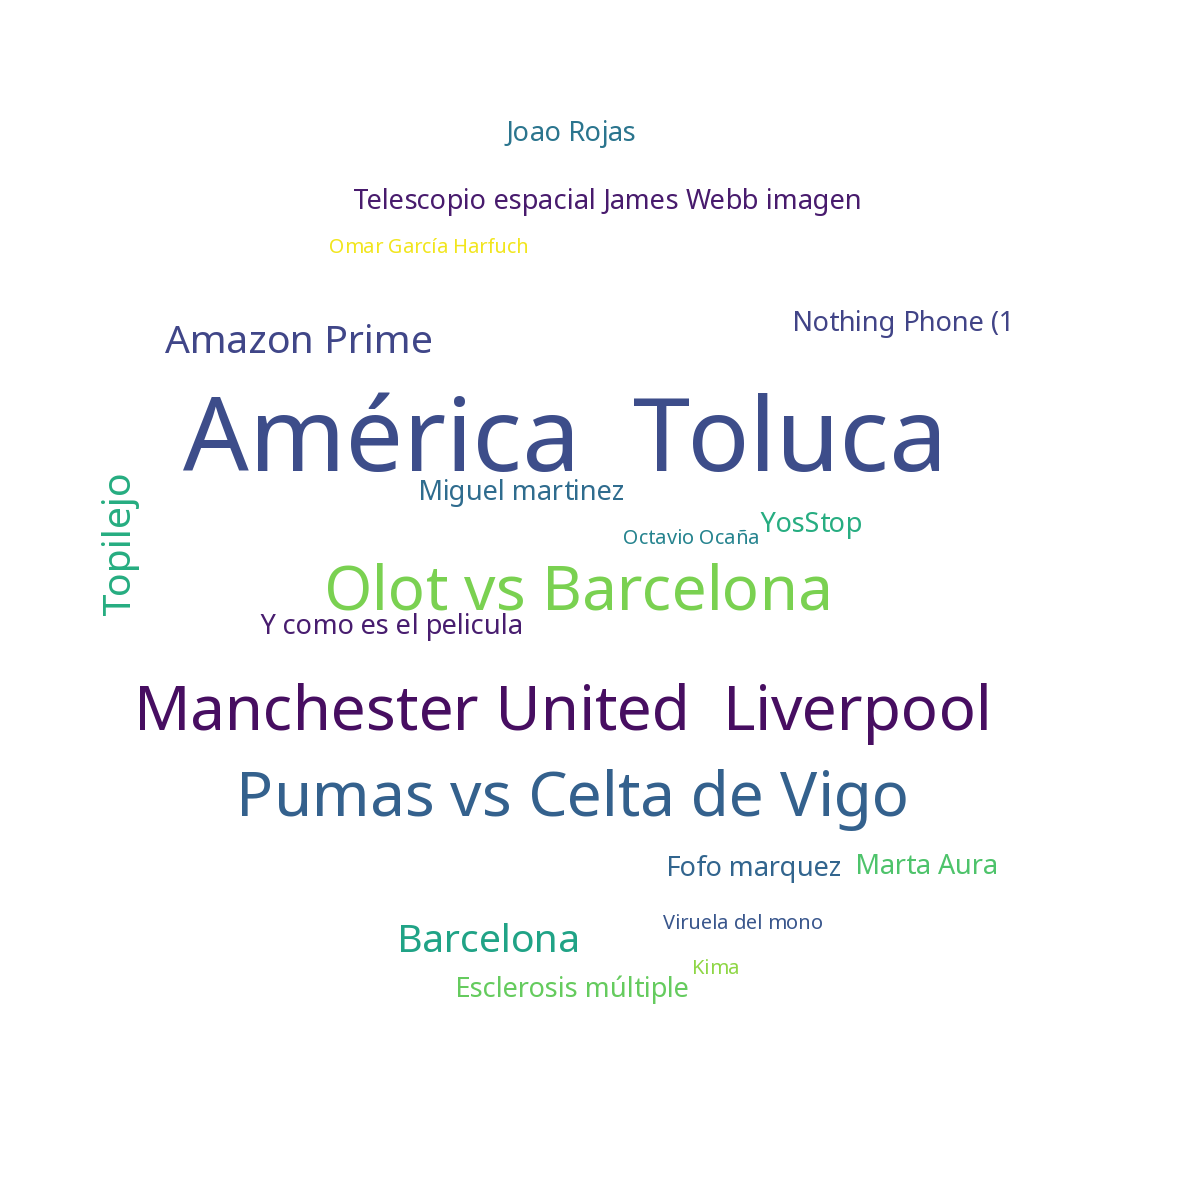 Joao Rojas
Telescopio espacial James Webb imagen
Omar García Harfuch
Nothing Phone (1
Amazon Prime
América  Toluca
Miguel martinez
YosStop
Octavio Ocaña
Topilejo
Olot vs Barcelona
Y como es el pelicula
Manchester United  Liverpool
Pumas vs Celta de Vigo
Fofo marquez
Marta Aura
Viruela del mono
Barcelona
Kima
Esclerosis múltiple